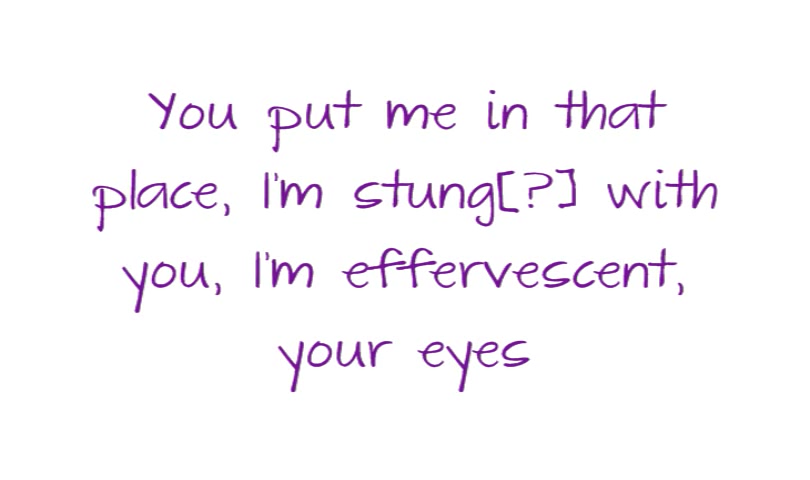 You put me in that
place, I'm stung[?] with
you, I'm effervescent,
your eyes